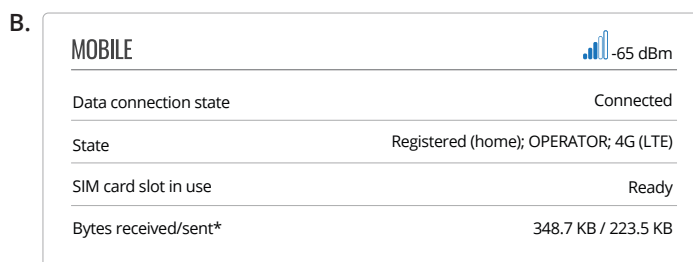 B.
MOBILE -65 dBm
Data connection state Connected
State Registered (home); OPERATOR; 4G (LTE)
SIM card slot in use Ready
Bytes received/sent* 348.7 KB / 223.5 KB